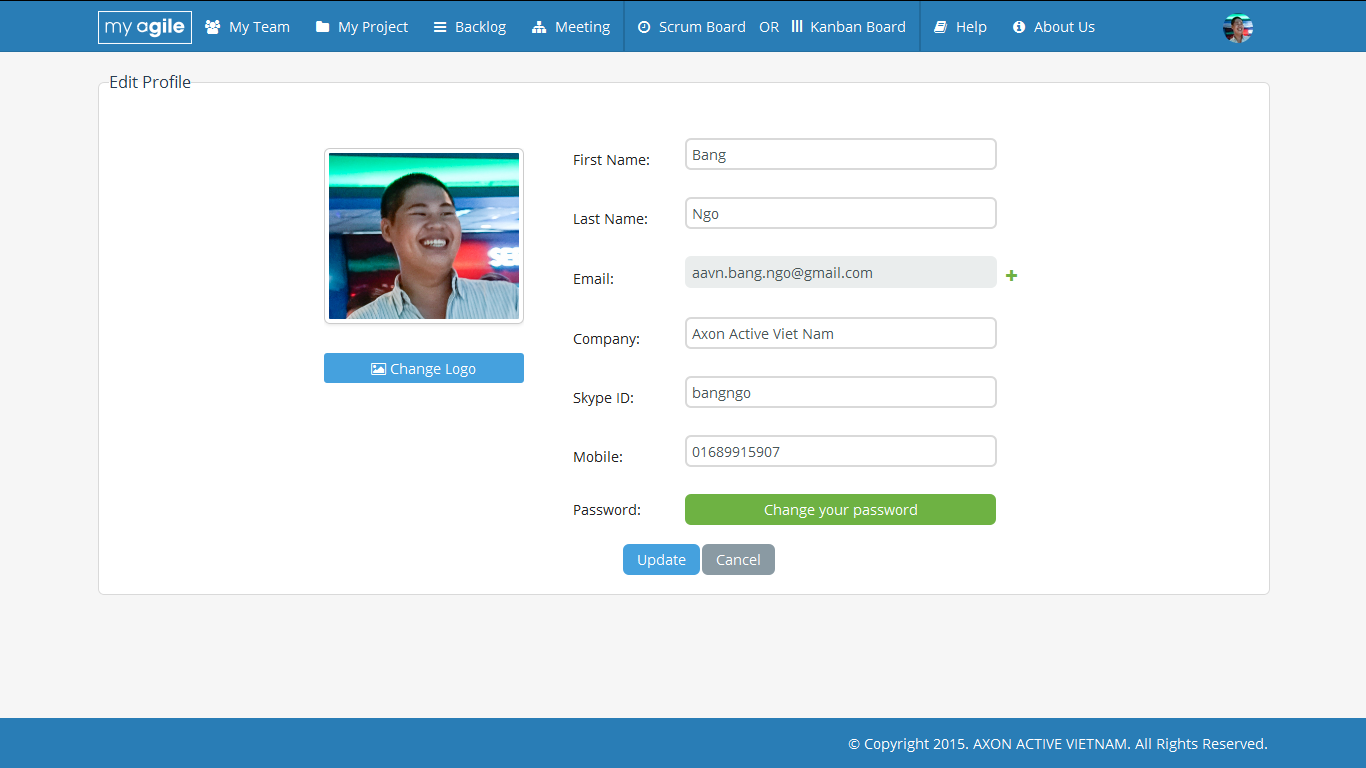 my agile My Team My Project Backlog Meeting Scrum Board OR Kanban Board Help About Us
Edit Profile
First Name: Bang
Last Name: Ngo
Email: aavn.bang.ngo@gmail.com
Company: Axon Active Viet Nam
Change Logo
Skype ID: bangngo
Mobile: 01689915907
Password: Change your password
Update Cancel
© Copyright 2015. AXON ACTIVE VIETNAM. All Rights Reserved.